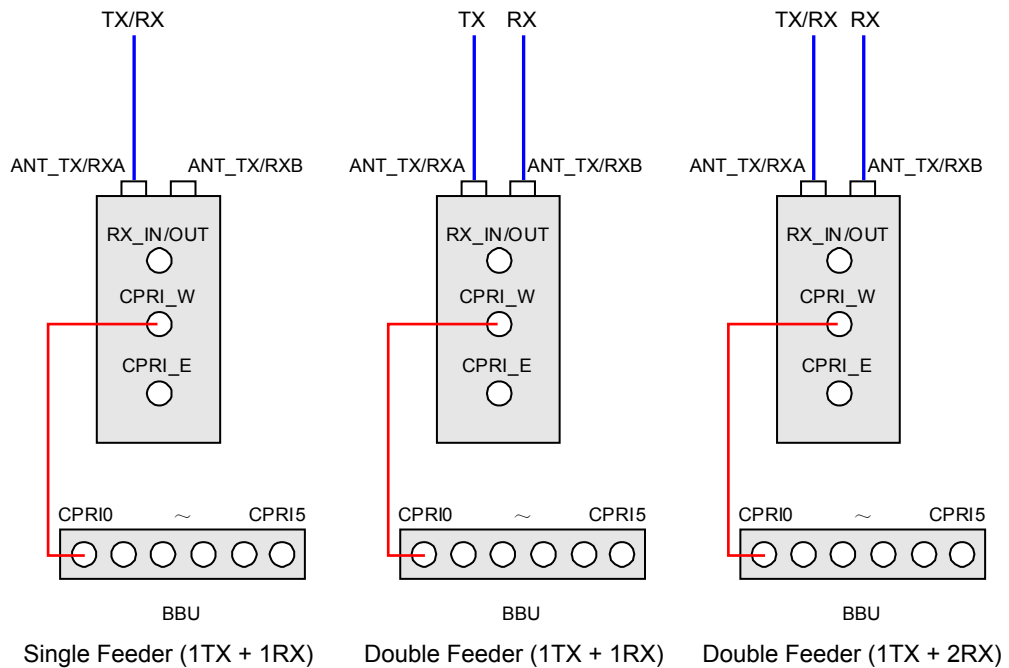 TX/RX
TX RX
TX/RX RX
ANT_TX/RXA ANT_TX/RXB
ANT_TX/RXA ANT_TX/RXB
ANT_TX/RXA ANT_TX/RXB
RX_IN/OUT
RX_IN/OUT
RX_IN/OUT
CPRI_W
CPRI_W
CPRI_W
CPRI_E
CPRI_E
CPRI_E
CPRI0 ~ CPRI5
CPRI0 ~ CPRI5
CPRI0 ~ CPRI5
BBU
BBU
BBU
Single Feeder (1TX + 1RX)
Double Feeder (1TX + 1RX)
Double Feeder (1TX + 2RX)